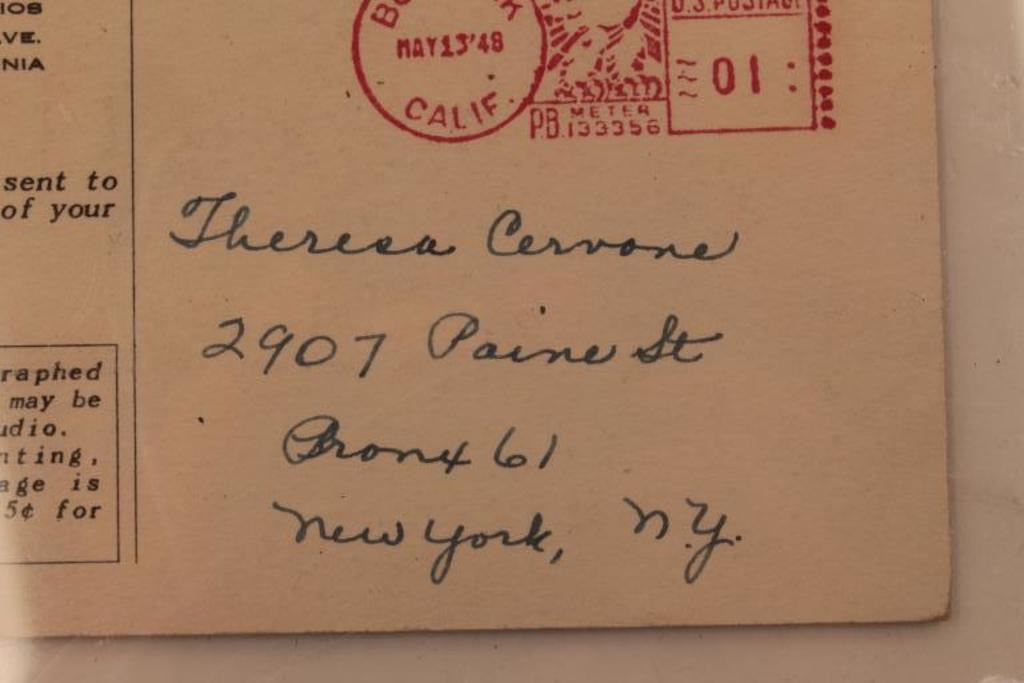 IOS
VE.
NIA
MAY 13 '48
CALIF.
U.S. POSTAGE
01
METER
P.B. 133356
sent to
of your
Theresa Cervone
2907 Paine St
Bronx 61
New York, N.Y.
raphed
may be
udio.
nting,
age is
5¢ for